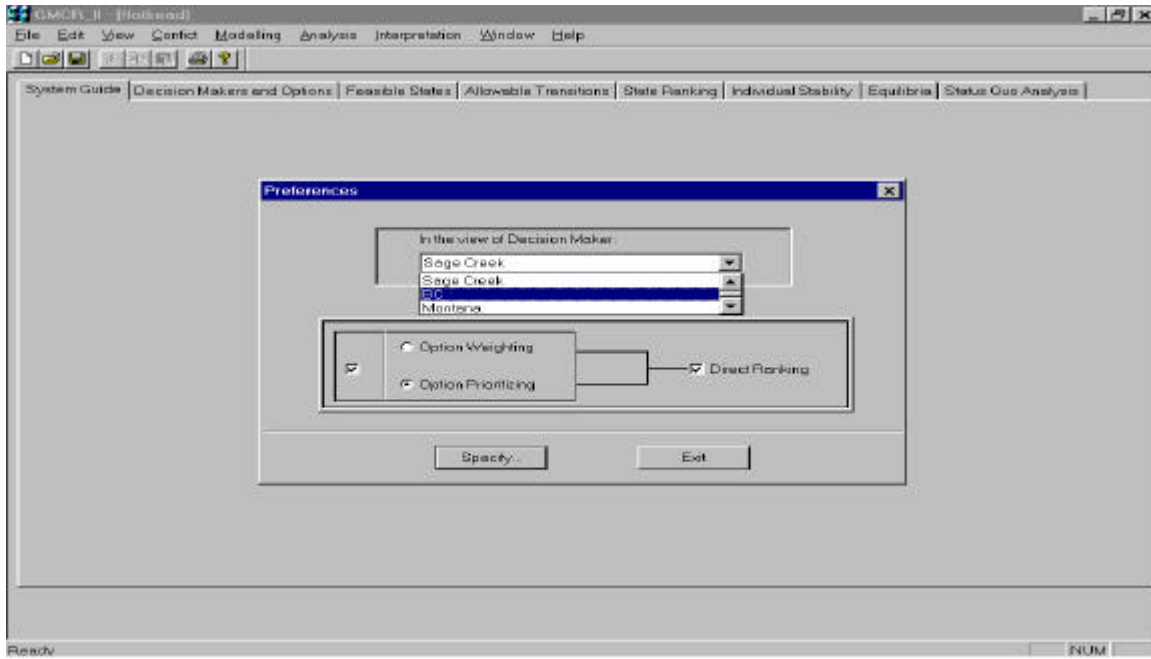 GMCR_II - [flathead]
File Edit View Conflict Modelling Analysis Interpretation Window Help
System Guide Decision Makers and Options Feasible States Allowable Transitions State Ranking Individual Stability Equilibria Status Quo Analysis
Preferences
In the view of Decision Maker:
Sage Creek
Sage Creek
BC
Montana
Option Weighting
Option Prioritizing
Direct Ranking
Specify... Exit
Ready NUM